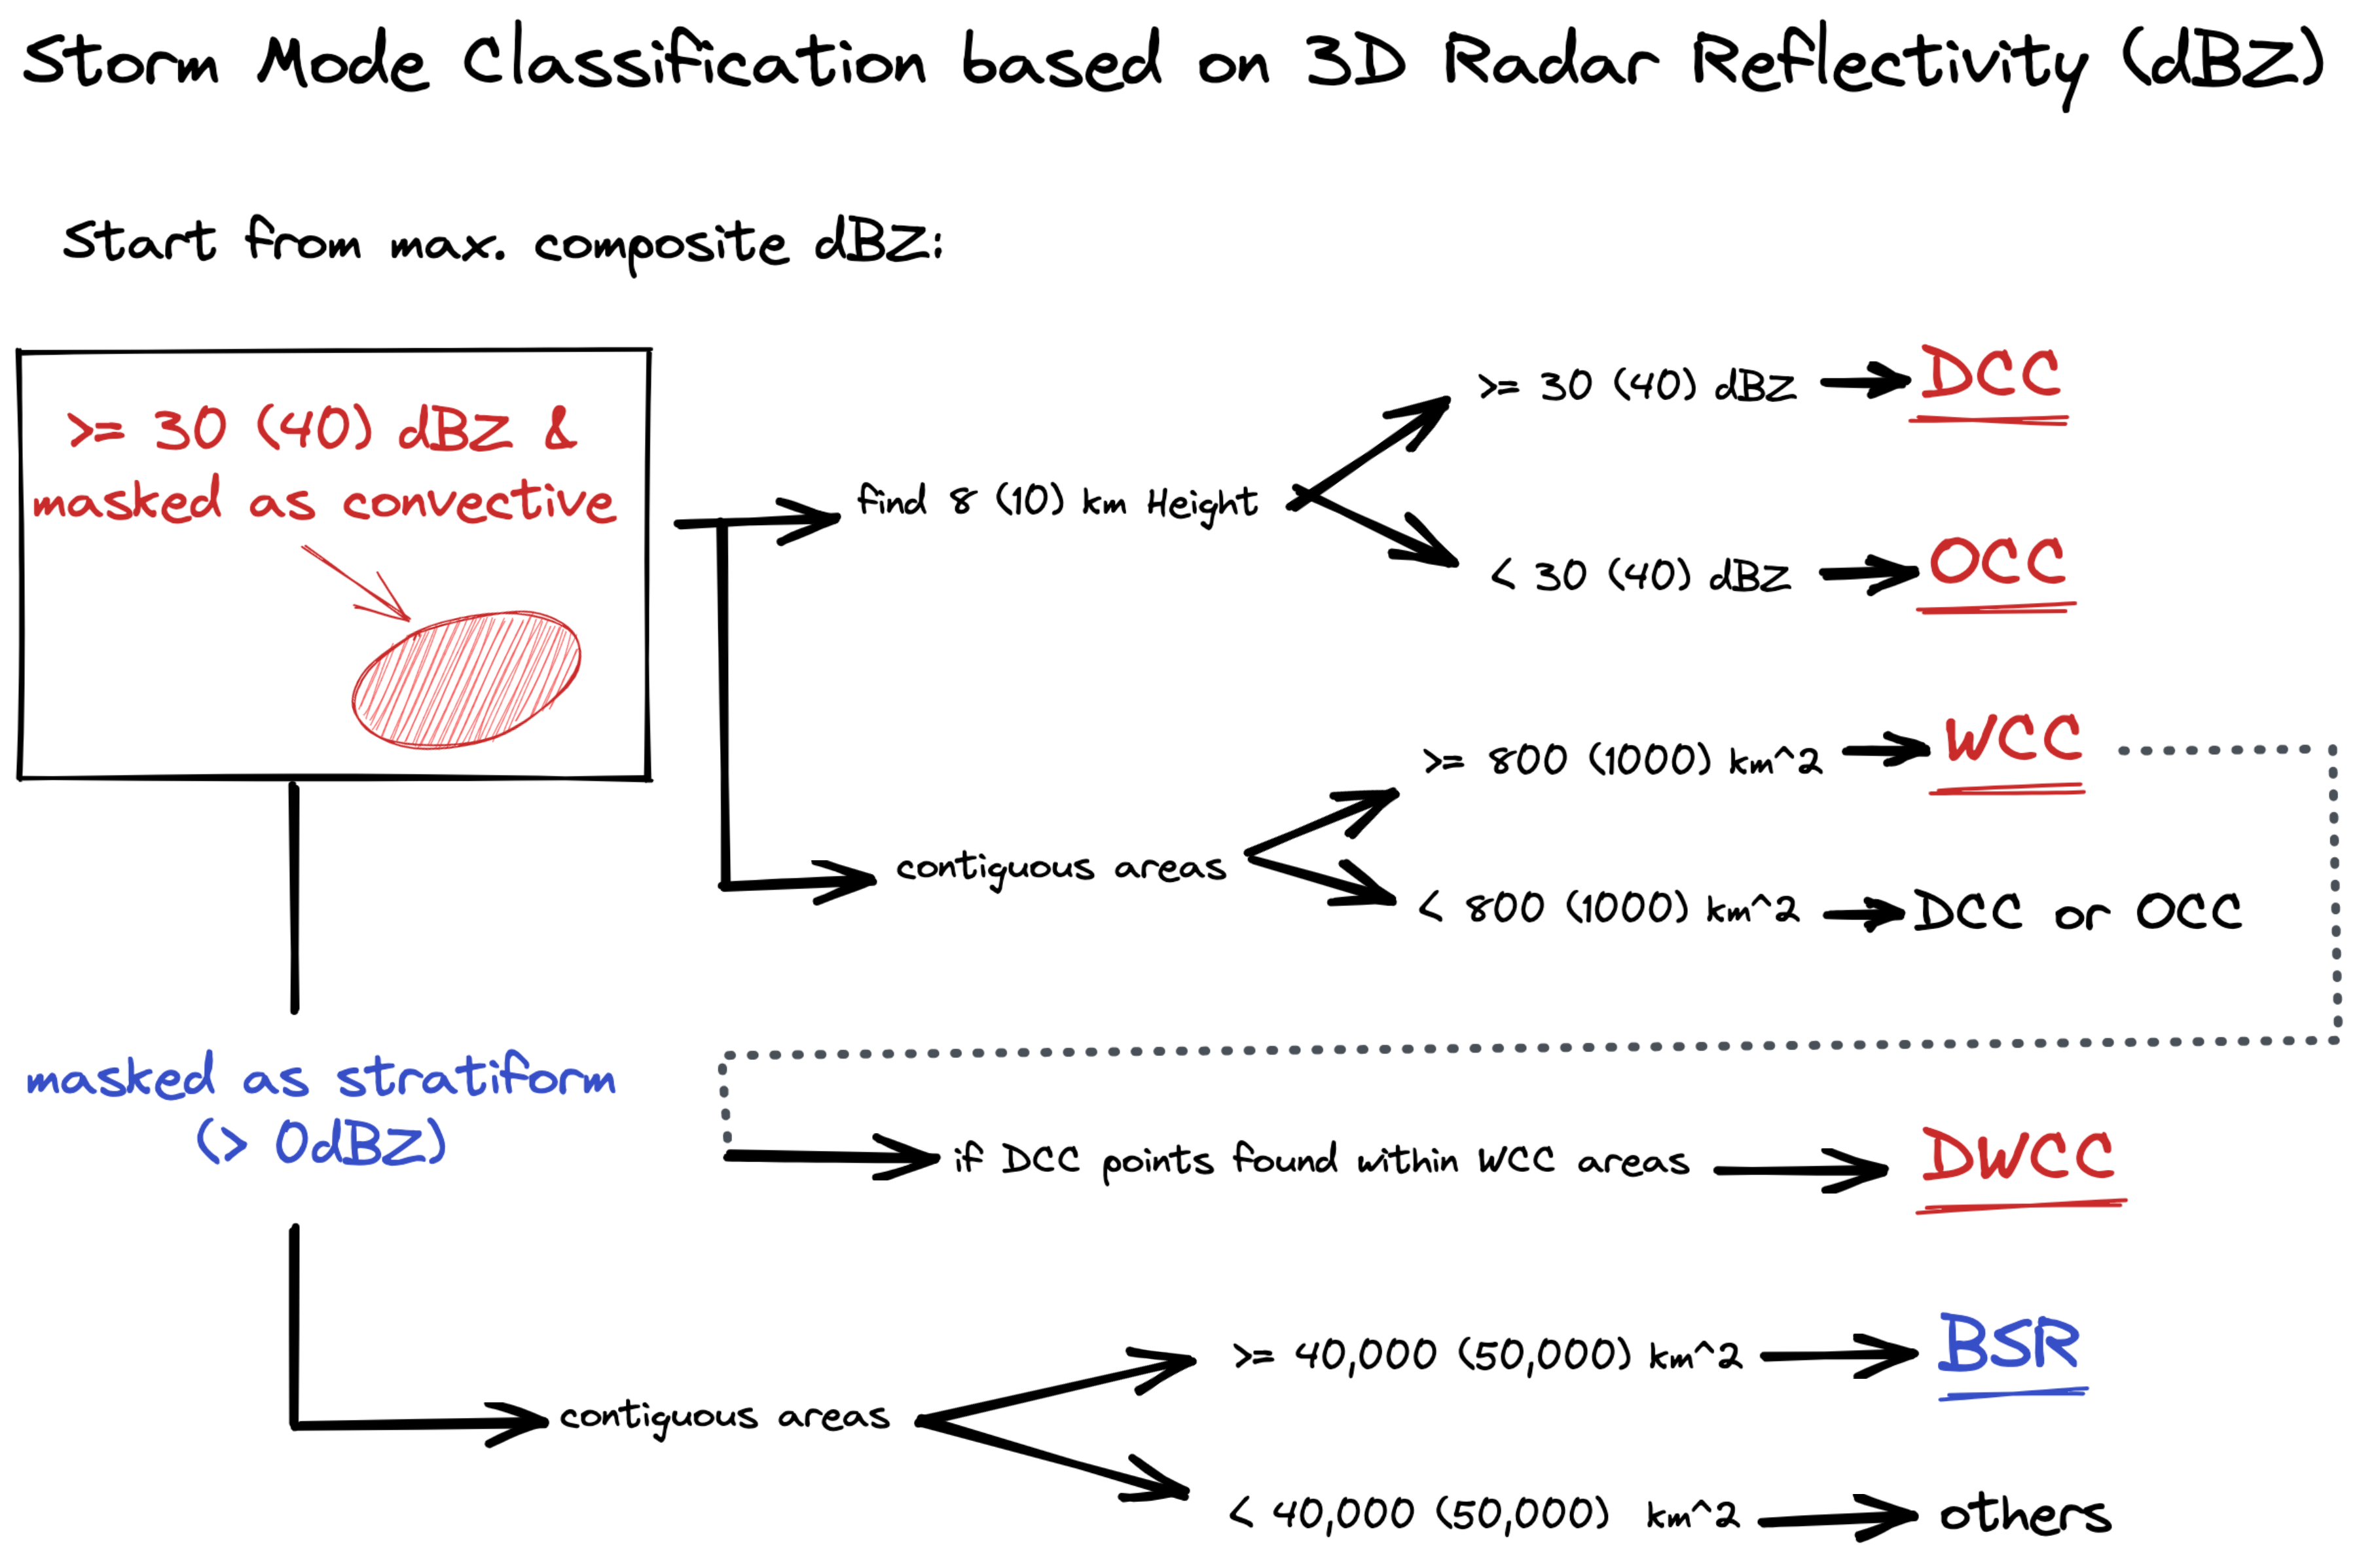 Storm Mode Classification based on 3D Radar Reflectivity (dBZ)
Start from max. composite dBZ:
>= 30 (40) dBZ &
masked as convective
find 8 (10) km Height
>= 30 (40) dBZ
DCC
< 30 (40) dBZ
OCC
contiguous areas
>= 800 (1000) km^2
WCC
< 800 (1000) km^2
DCC or OCC
masked as stratiform
(> 0dBZ)
if DCC points found within WCC areas
DWCC
contiguous areas
>= 40,000 (50,000) km^2
BSR
< 40,000 (50,000) km^2
others